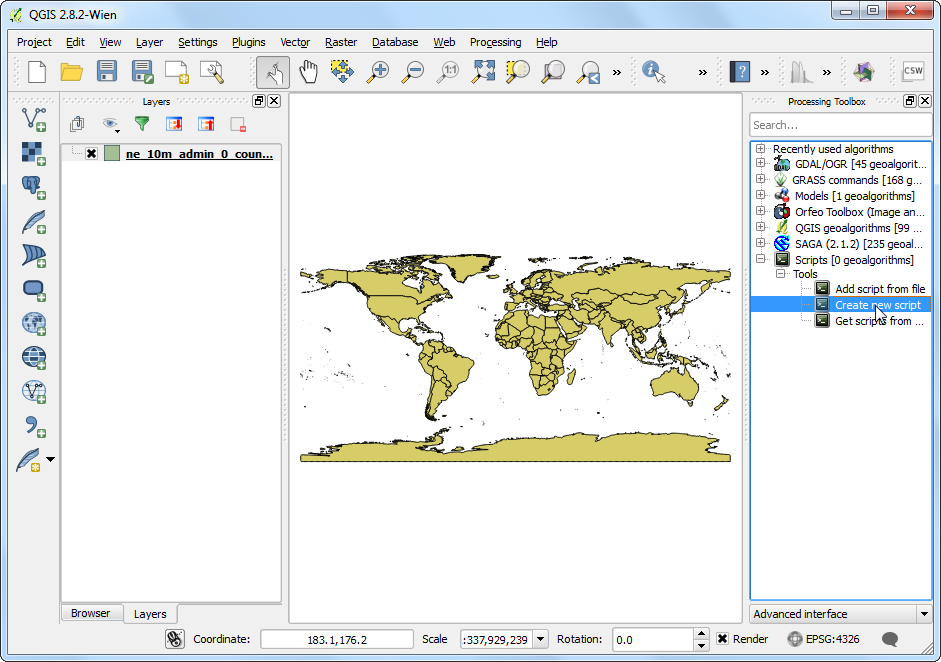 QGIS 2.8.2-Wien
Project Edit View Layer Settings Plugins Vector Raster Database Web Processing Help
1:1
?
CSW
Layers
Processing Toolbox
Search...
ne_10m_admin_0_coun...
Recently used algorithms
GDAL/OGR [45 geoalgorit...
GRASS commands [168 g...
Models [1 geoalgorithms]
Orfeo Toolbox (Image an...
QGIS geoalgorithms [99 ...
SAGA (2.1.2) [235 geoal...
Scripts [0 geoalgorithms]
Tools
Add script from file
Create new script
Get scripts from ...
Browser Layers
Advanced interface
Coordinate: 183.1,176.2 Scale :337,929,239 Rotation: 0.0 Render EPSG:4326